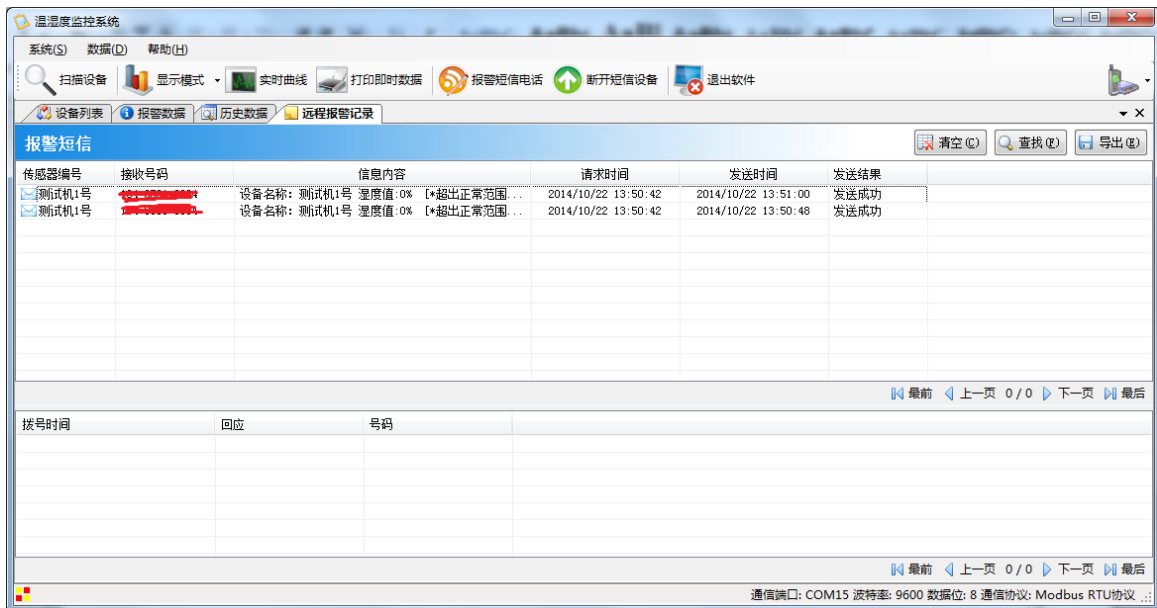 温湿度监控系统
系统(S) 数据(D) 帮助(H)
扫描设备 显示模式 实时曲线 打印即时数据 报警短信电话 断开短信设备 退出软件
设备列表 报警数据 历史数据 远程报警记录
报警短信 清空(C) 查找(F) 导出(E)
传感器编号 接收号码 信息内容 请求时间 发送时间 发送结果
测试机1号 设备名称: 测试机1号 湿度值:0% [*超出正常范围... 2014/10/22 13:50:42 2014/10/22 13:51:00 发送成功
测试机1号 设备名称: 测试机1号 湿度值:0% [*超出正常范围... 2014/10/22 13:50:42 2014/10/22 13:50:48 发送成功
最前 上一页 0/0 下一页 最后
拨号时间 回应 号码
最前 上一页 0/0 下一页 最后
通信端口: COM15 波特率: 9600 数据位: 8 通信协议: Modbus RTU协议